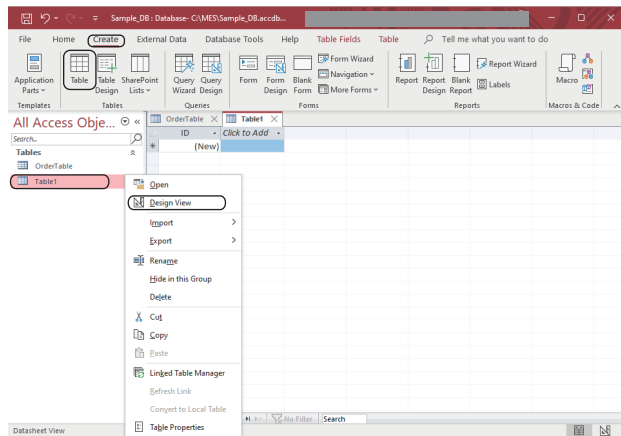 Sample_DB : Database- C:\MES\Sample_DB.accdb...
File Home Create External Data Database Tools Help Table Fields Table Tell me what you want to do
Application Parts
Table
Table Design
SharePoint Lists
Query Wizard
Query Design
Form
Form Design
Blank Form
Form Wizard
Navigation
More Forms
Report
Report Design
Blank Report
Report Wizard
Labels
Macro
Templates Tables Queries Forms Reports Macros & Code
All Access Obje...
Search...
Tables
OrderTable
Table1
OrderTable Table1
ID Click to Add
(New)
Open
Design View
Import
Export
Rename
Hide in this Group
Delete
Cut
Copy
Paste
Linked Table Manager
Refresh Link
Convert to Local Table
Table Properties
No Filter Search
Datasheet View